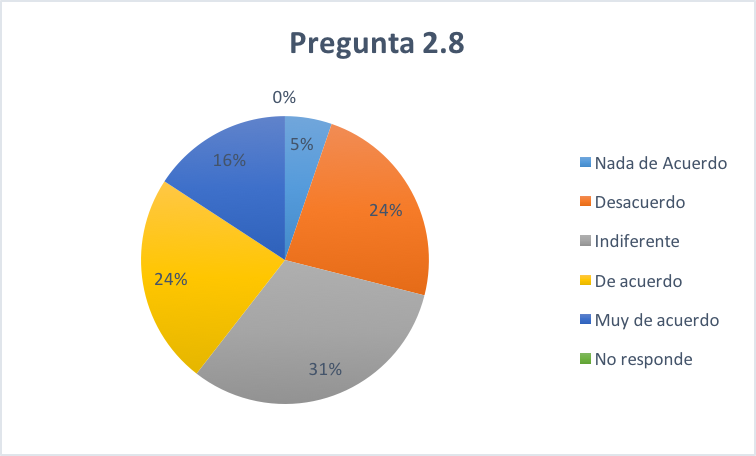 Pregunta 2.8
0%
5%
16%
24%
24%
31%
Nada de Acuerdo
Desacuerdo
Indiferente
De acuerdo
Muy de acuerdo
No responde